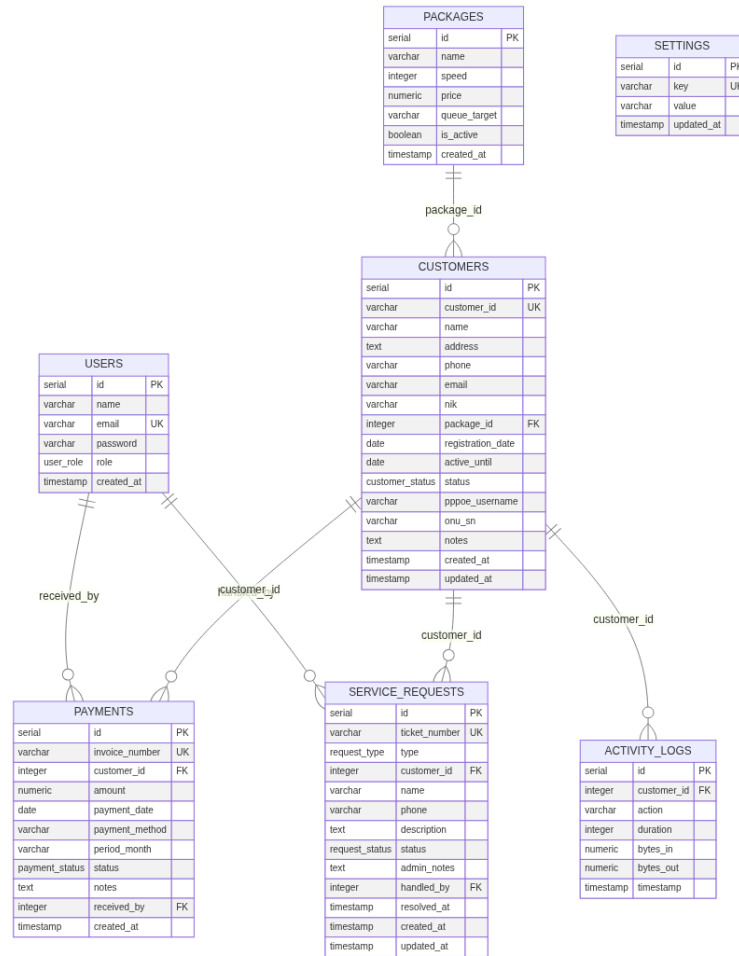 PACKAGES
serial id PK
varchar name
integer speed
numeric price
varchar queue_target
boolean is_active
timestamp created_at
SETTINGS
serial id
varchar key
varchar value
timestamp updated_at
package_id
CUSTOMERS
serial id PK
varchar customer_id UK
varchar name
text address
varchar phone
varchar email
varchar nik
integer package_id FK
date registration_date
date active_until
customer_status status
varchar pppoe_username
varchar onu_sn
text notes
timestamp created_at
timestamp updated_at
USERS
serial id PK
varchar name
varchar email UK
varchar password
user_role role
timestamp created_at
received_by
customer_id
customer_id
customer_id
PAYMENTS
serial id PK
varchar invoice_number UK
integer customer_id FK
numeric amount
date payment_date
varchar payment_method
varchar period_month
payment_status status
text notes
integer received_by FK
timestamp created_at
SERVICE_REQUESTS
serial id PK
varchar ticket_number UK
request_type type
integer customer_id FK
varchar name
varchar phone
text description
request_status status
text admin_notes
integer handled_by FK
timestamp resolved_at
timestamp created_at
timestamp updated_at
ACTIVITY_LOGS
serial id PK
integer customer_id FK
varchar action
integer duration
numeric bytes_in
numeric bytes_out
timestamp timestamp